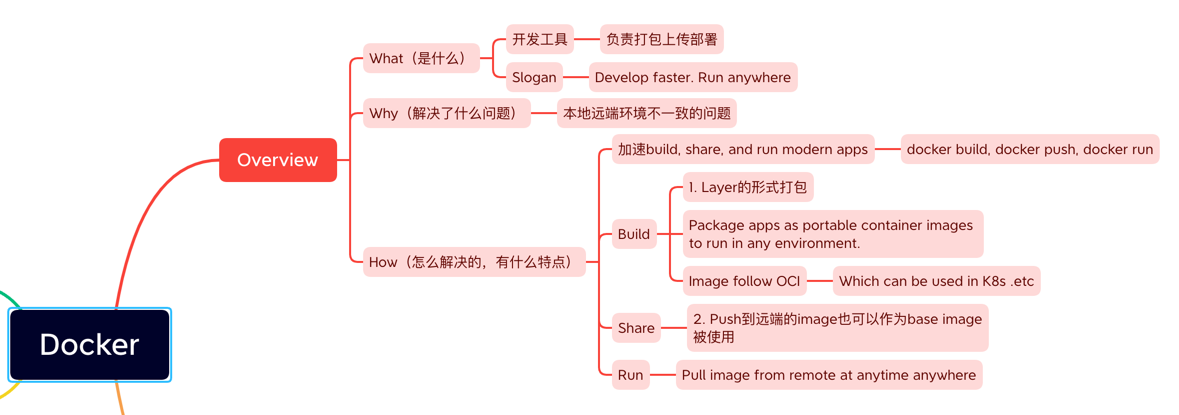 开发工具
负责打包上传部署
What（是什么）
Slogan
Develop faster. Run anywhere
Why（解决了什么问题）
本地远端环境不一致的问题
Overview
加速build, share, and run modern apps
docker build, docker push, docker run
1. Layer的形式打包
Build
Package apps as portable container images
to run in any environment.
How（怎么解决的，有什么特点）
Image follow OCI
Which can be used in K8s .etc
Share
2. Push到远端的image也可以作为base image
被使用
Docker
Run
Pull image from remote at anytime anywhere